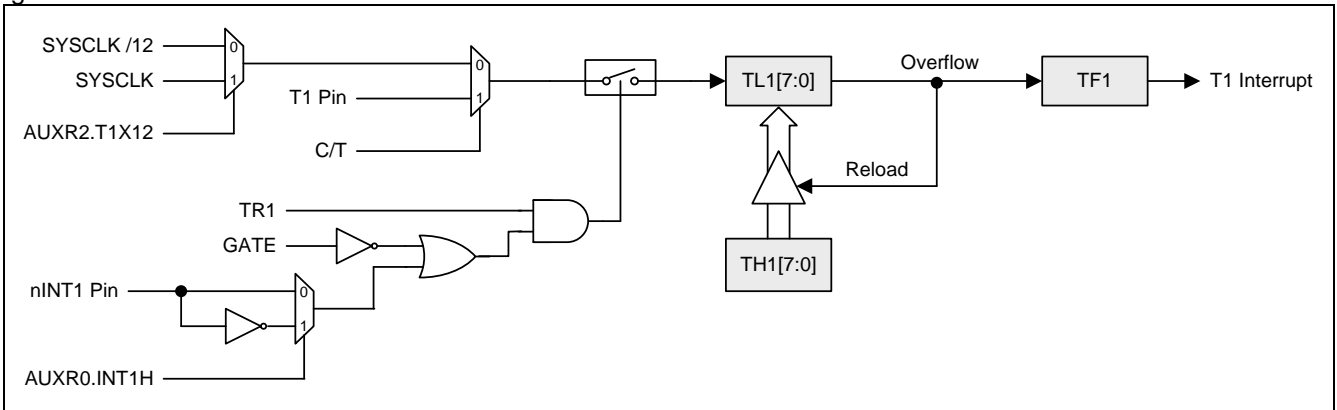 SYSCLK /12
0
SYSCLK
1
AUXR2.T1X12
0
T1 Pin
1
C/T
TL1[7:0]
Overflow
TF1
T1 Interrupt
Reload
TR1
GATE
TH1[7:0]
nINT1 Pin
0
1
AUXR0.INT1H